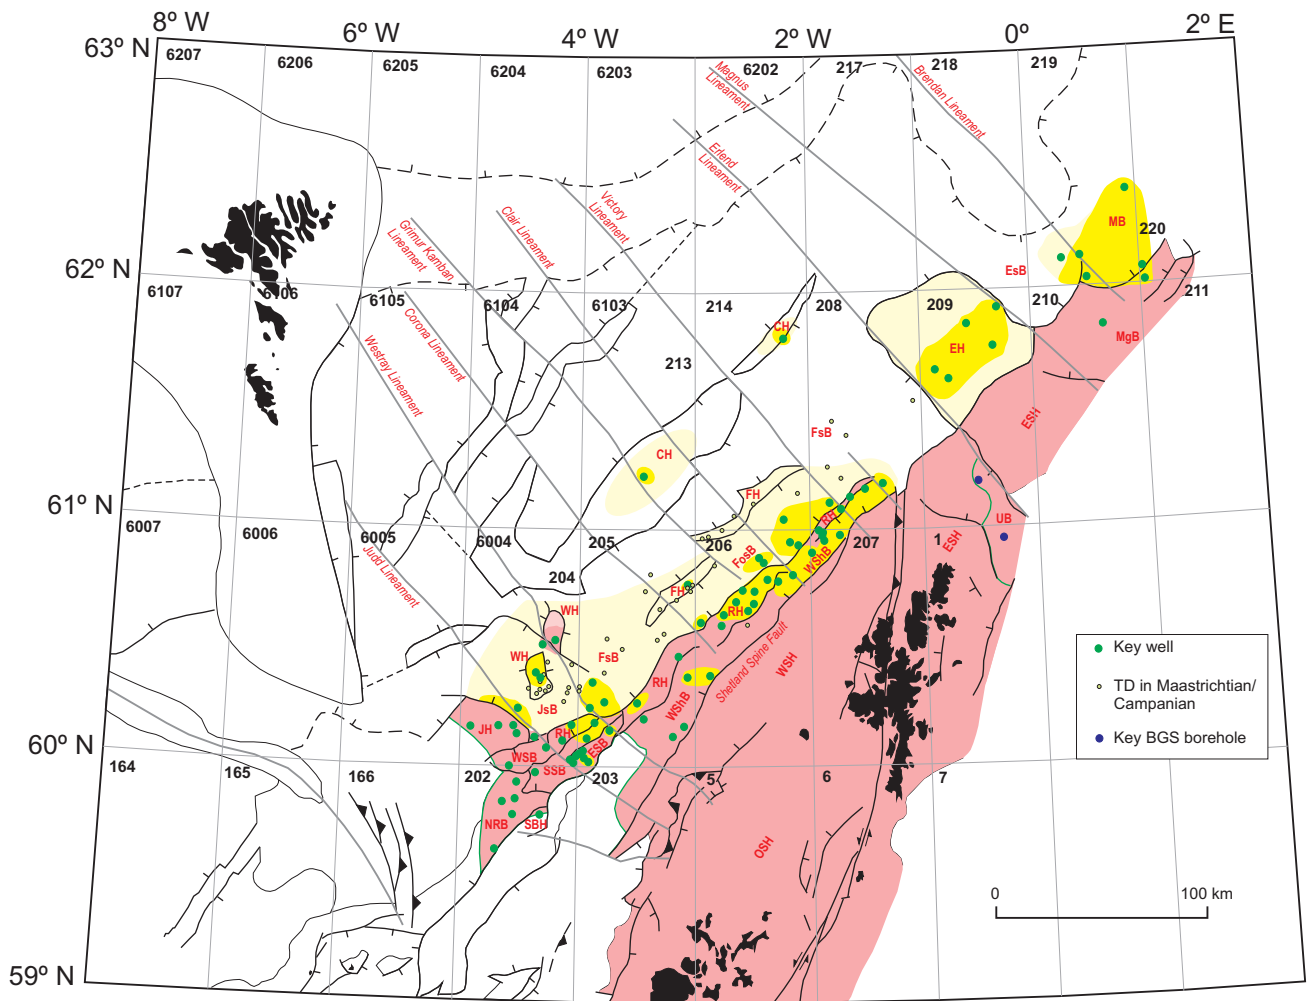 8º W
6º W
4º W
2º W
0º
2º E
63º N
6207
6206
6205
6204
6203
6202
217
218
219
Magnus
Lineament
Brendan Lineament
Erlend
Lineament
Victory
Lineament
Clair Lineament
Grimur Kamban
Lineament
MB
220
EsB
62º N
6107
6106
6105
6104
6103
214
208
209
210
211
Corona Lineament
Westray Lineament
CH
EH
MgB
213
ESH
FsB
CH
61º N
6007
6006
6005
6004
205
206
207
1
FH
RH
FosB
WShB
ESH
UB
Judd Lineament
204
FH
RH
WH
WH
FsB
RH
WShB
Shetland Spine Fault
WSH
JsB
JH
RH
ESB
WSB
SSB
60º N
164
165
166
202
203
5
6
7
NRB
SBH
OSH
Key well
TD in Maastrichtian/
Campanian
Key BGS borehole
0
100 km
59º N